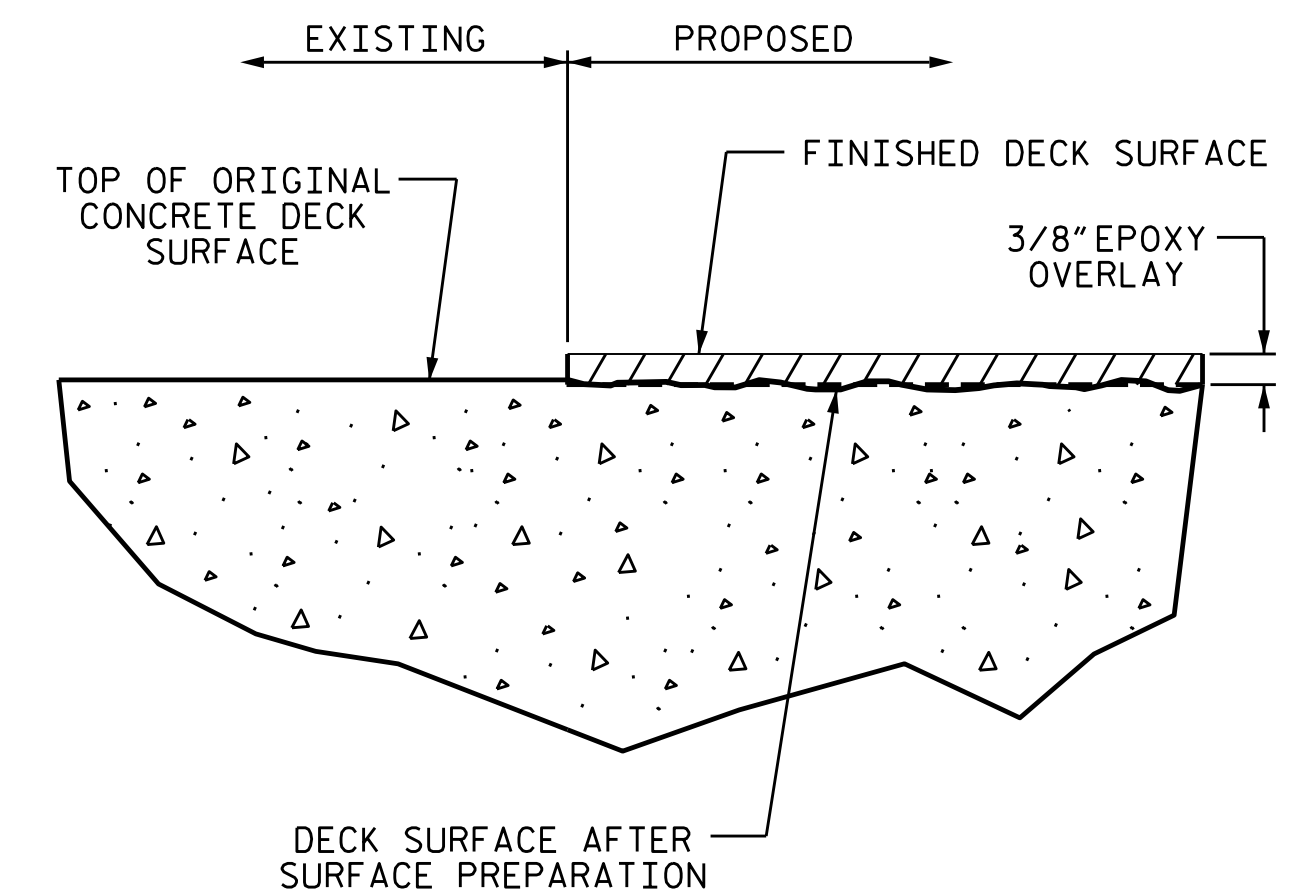 EXISTING
PROPOSED
FINISHED DECK SURFACE
TOP OF ORIGINAL
CONCRETE DECK
SURFACE
3/8" EPOXY
OVERLAY
DECK SURFACE AFTER
SURFACE PREPARATION